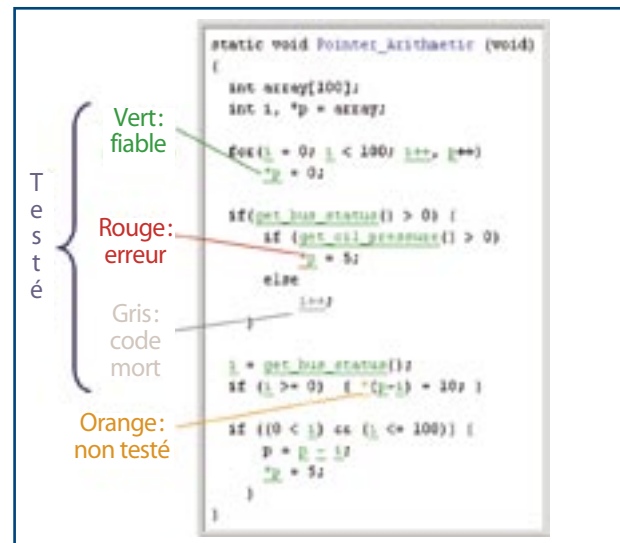 static void Pointer_Arithmetic (void)
{
int array[100];
int i, *p = array;
for(i = 0; i < 100; i++, p++)
*p = 0;
if(get_bus_status() > 0) {
if (get_oil_pressure() > 0)
*p = 5;
else
i++;
}
i = get_bus_status();
if (i >= 0) { *(p-i) = 10; }
if ((0 < i) && (i <= 100)) {
p = p - i;
*p = 5;
}
}
Testé
Vert :
fiable
Rouge :
erreur
Gris :
code
mort
Orange :
non testé